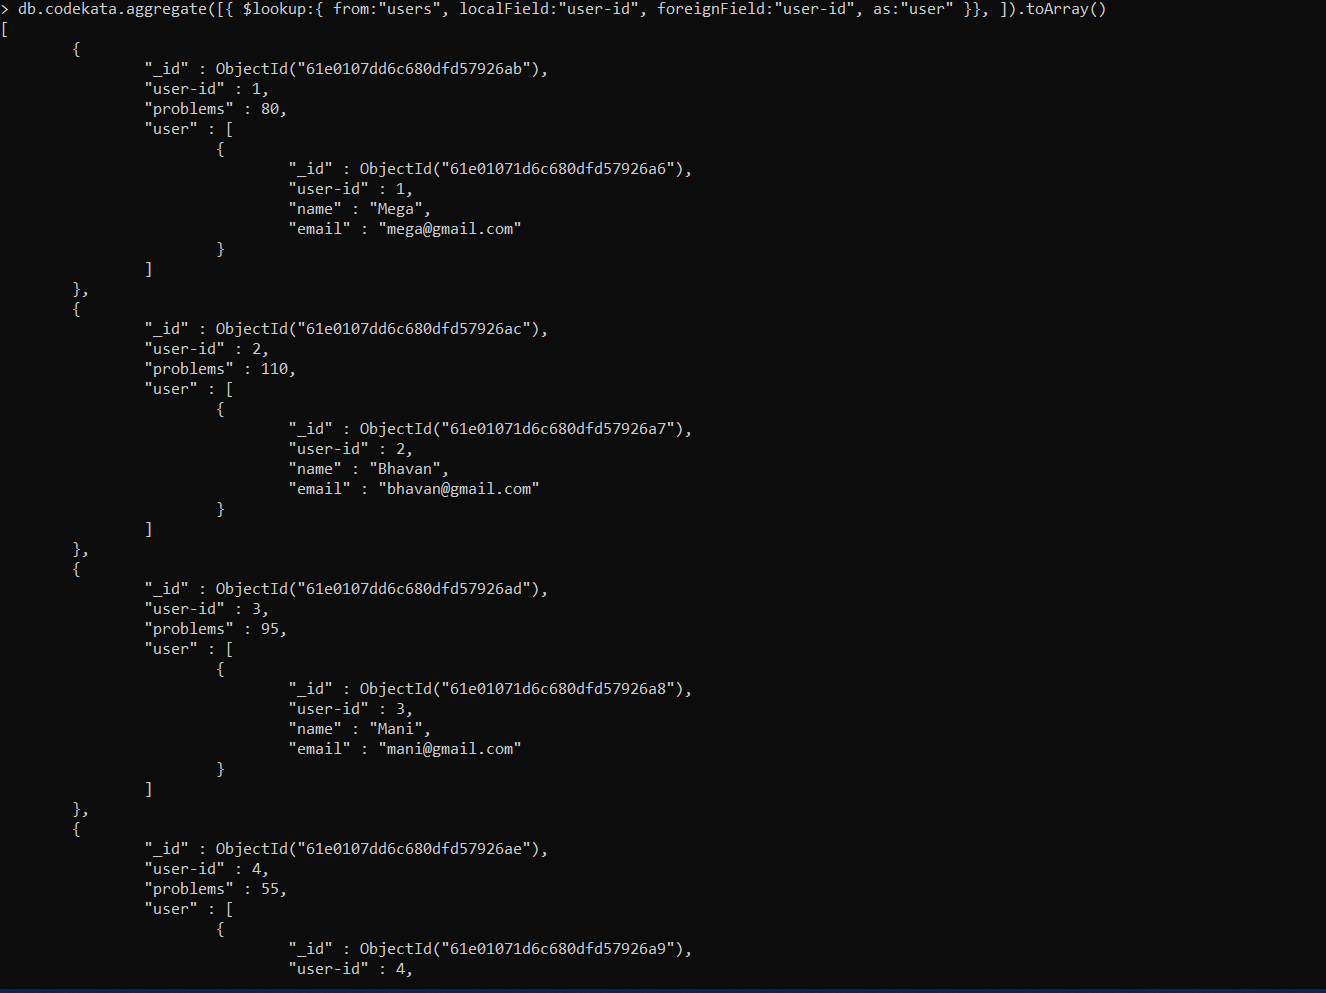 > db.codekata.aggregate([{ $lookup:{ from:"users", localField:"user-id", foreignField:"user-id", as:"user" }}, ]).toArray()
[
{
"_id" : ObjectId("61e0107dd6c680dfd57926ab"),
"user-id" : 1,
"problems" : 80,
"user" : [
{
"_id" : ObjectId("61e01071d6c680dfd57926a6"),
"user-id" : 1,
"name" : "Mega",
"email" : "mega@gmail.com"
}
]
},
{
"_id" : ObjectId("61e0107dd6c680dfd57926ac"),
"user-id" : 2,
"problems" : 110,
"user" : [
{
"_id" : ObjectId("61e01071d6c680dfd57926a7"),
"user-id" : 2,
"name" : "Bhavan",
"email" : "bhavan@gmail.com"
}
]
},
{
"_id" : ObjectId("61e0107dd6c680dfd57926ad"),
"user-id" : 3,
"problems" : 95,
"user" : [
{
"_id" : ObjectId("61e01071d6c680dfd57926a8"),
"user-id" : 3,
"name" : "Mani",
"email" : "mani@gmail.com"
}
]
},
{
"_id" : ObjectId("61e0107dd6c680dfd57926ae"),
"user-id" : 4,
"problems" : 55,
"user" : [
{
"_id" : ObjectId("61e01071d6c680dfd57926a9"),
"user-id" : 4,